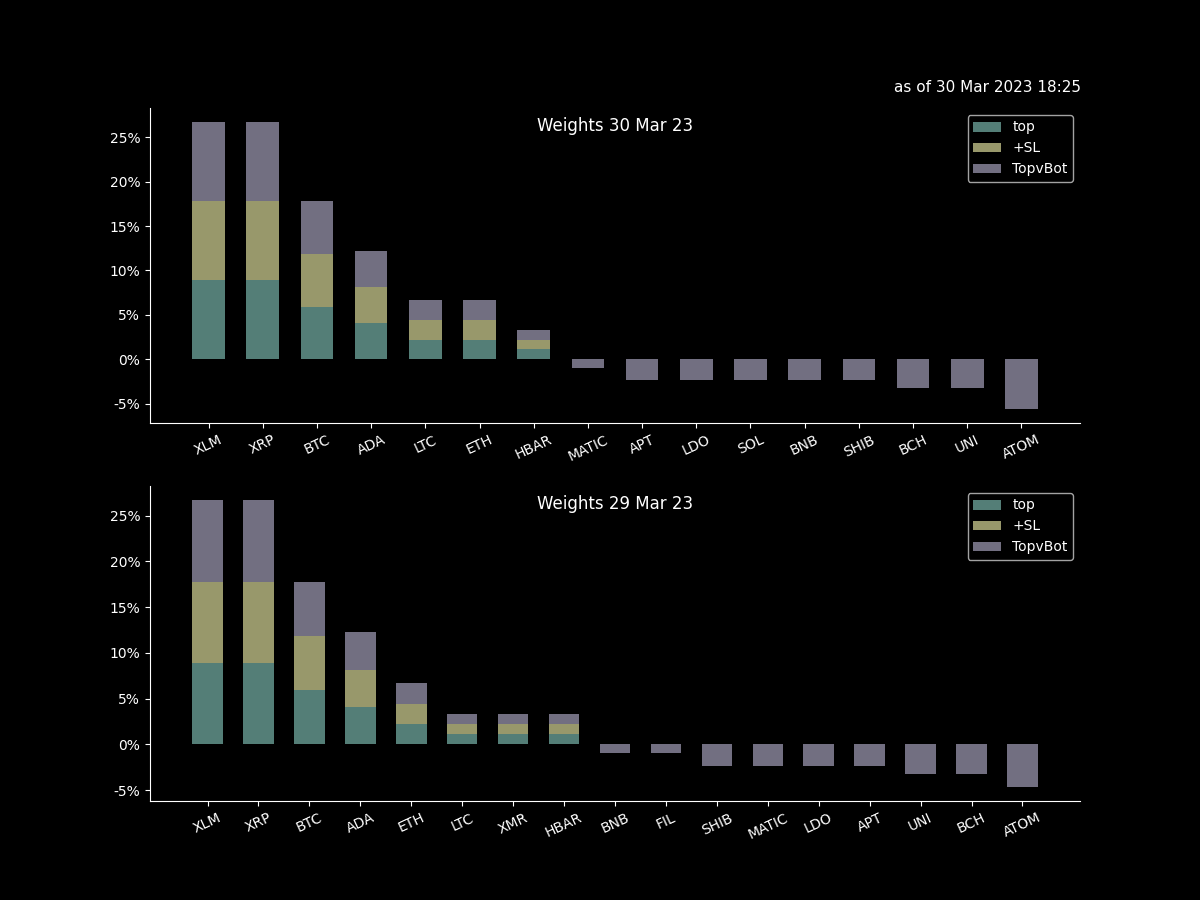 as of 30 Mar 2023 18:25
Weights 30 Mar 23
top
+SL
TopvBot
25%
20%
15%
10%
5%
0%
-5%
XLM XRP BTC ADA LTC ETH HBAR MATIC APT LDO SOL BNB SHIB BCH UNI ATOM
Weights 29 Mar 23
top
+SL
TopvBot
25%
20%
15%
10%
5%
0%
-5%
XLM XRP BTC ADA ETH LTC XMR HBAR BNB FIL SHIB MATIC LDO APT UNI BCH ATOM